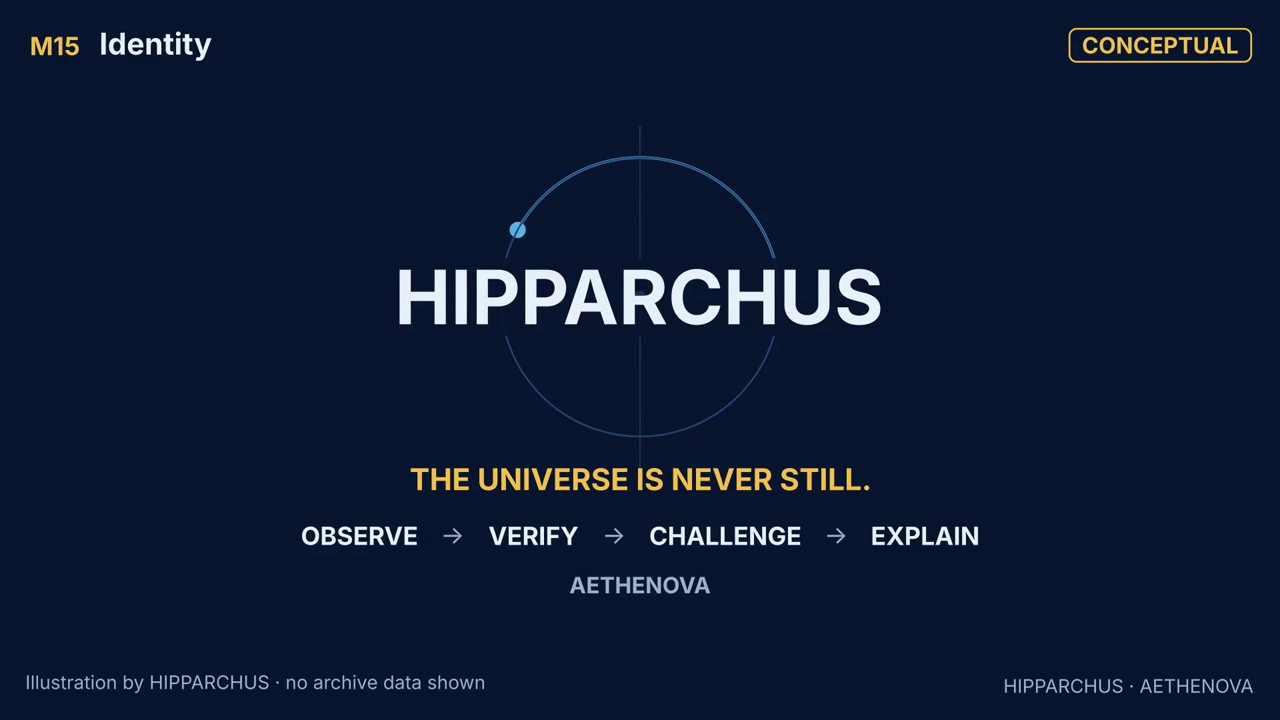 M15 Identity
CONCEPTUAL
HIPPARCHUS
THE UNIVERSE IS NEVER STILL.
OBSERVE → VERIFY → CHALLENGE → EXPLAIN
AETHENOVA
Illustration by HIPPARCHUS · no archive data shown
HIPPARCHUS · AETHENOVA